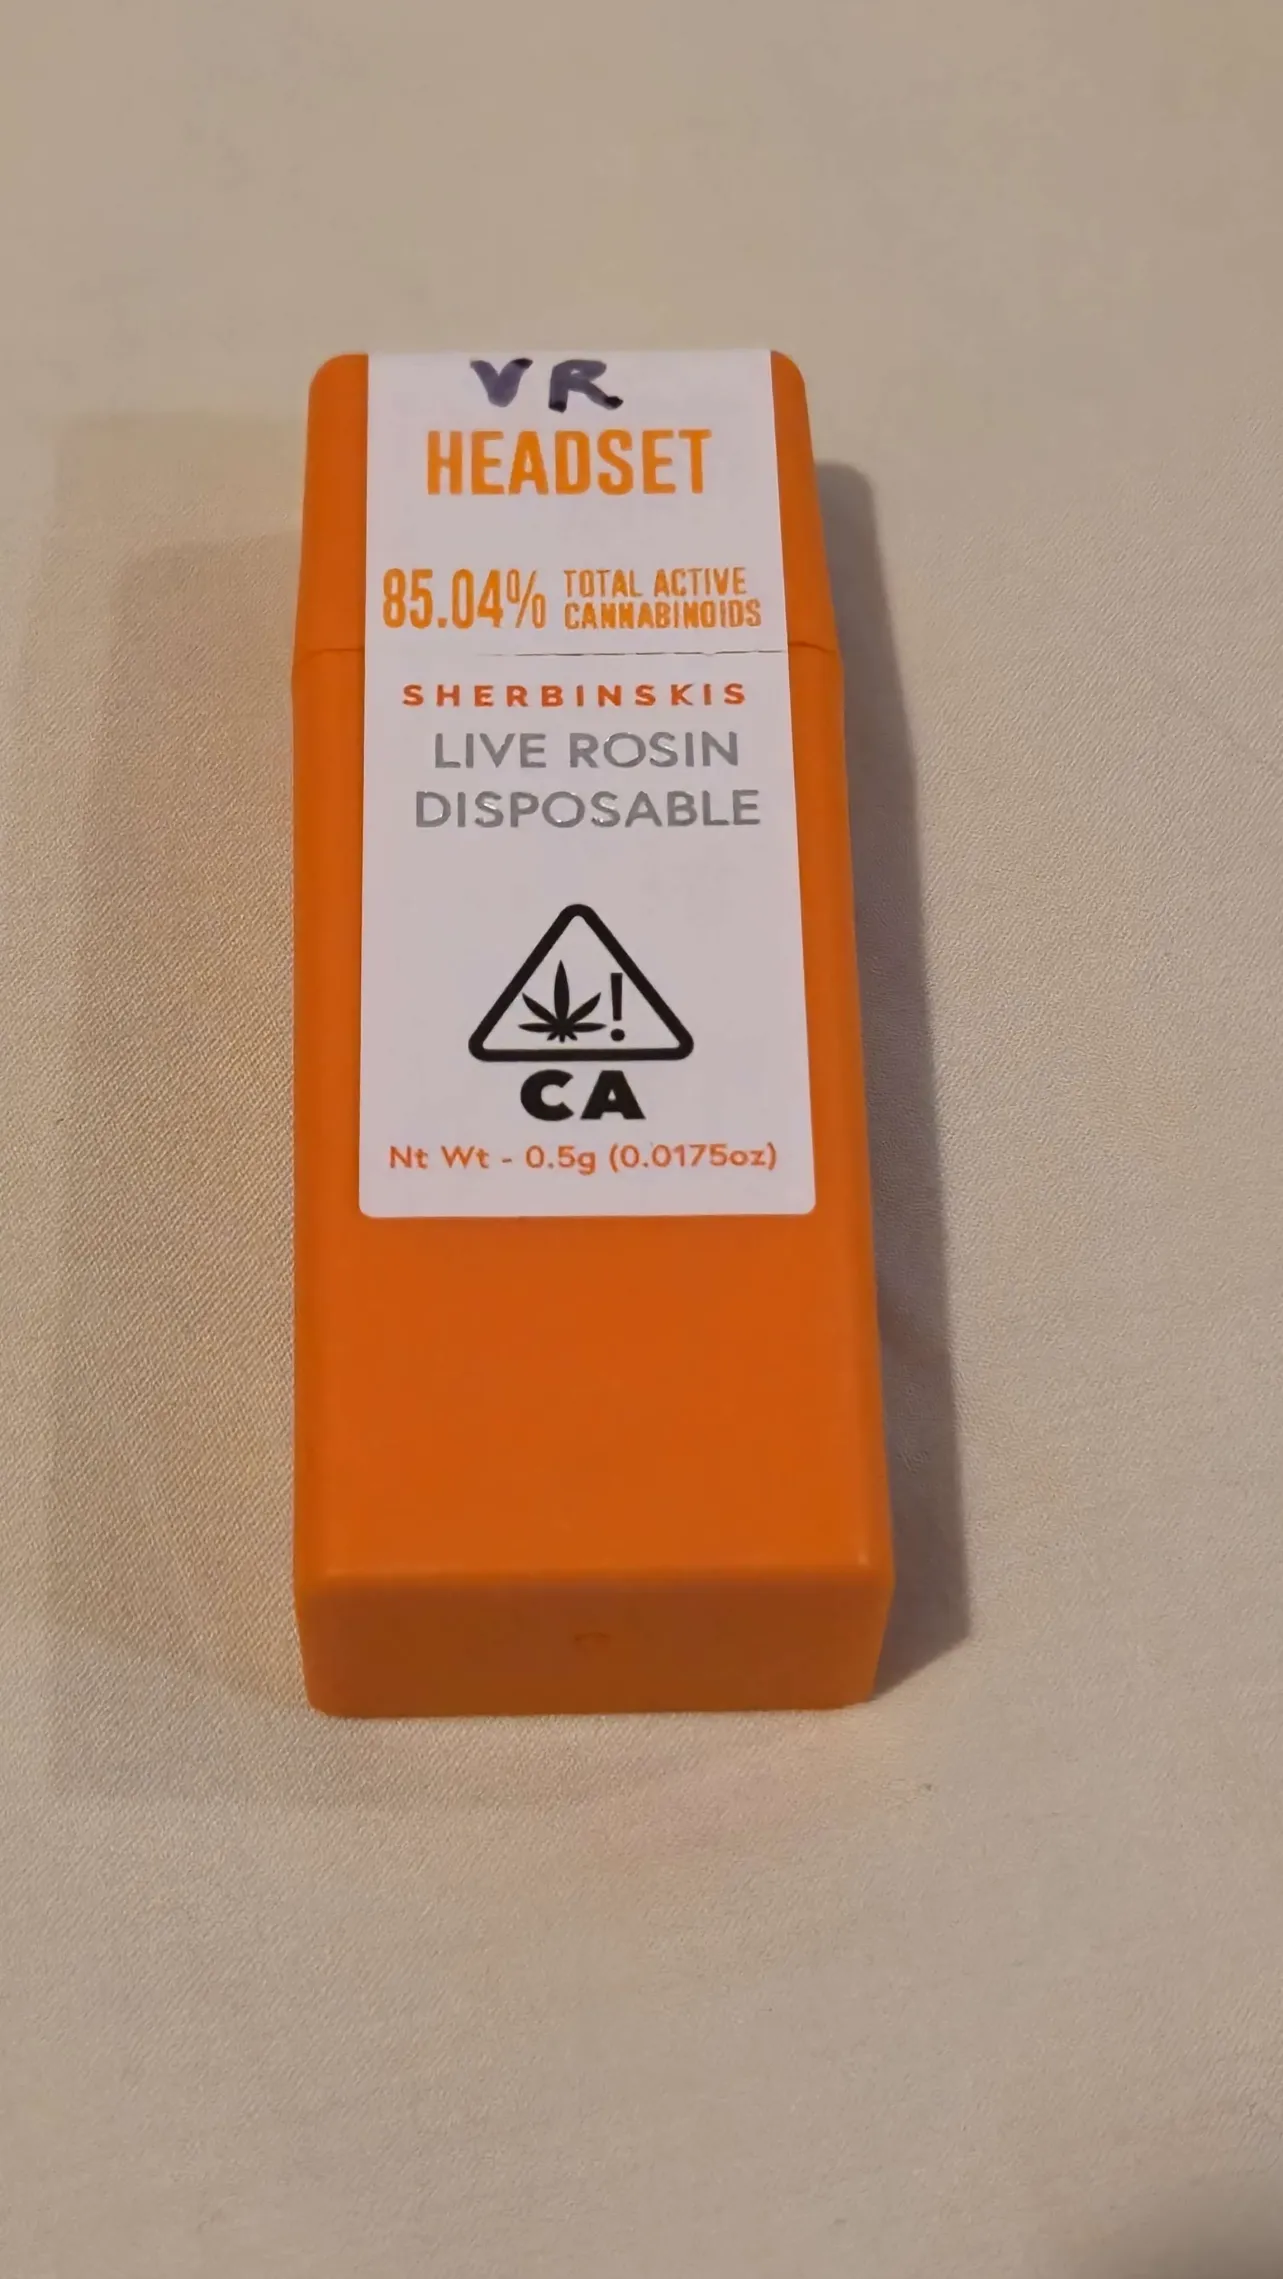 VR
HEADSET
85.04% TOTAL ACTIVE
CANNABINOIDS
SHERBINSKIS
LIVE ROSIN
DISPOSABLE
!
CA
Nt Wt - 0.5g (0.0175oz)